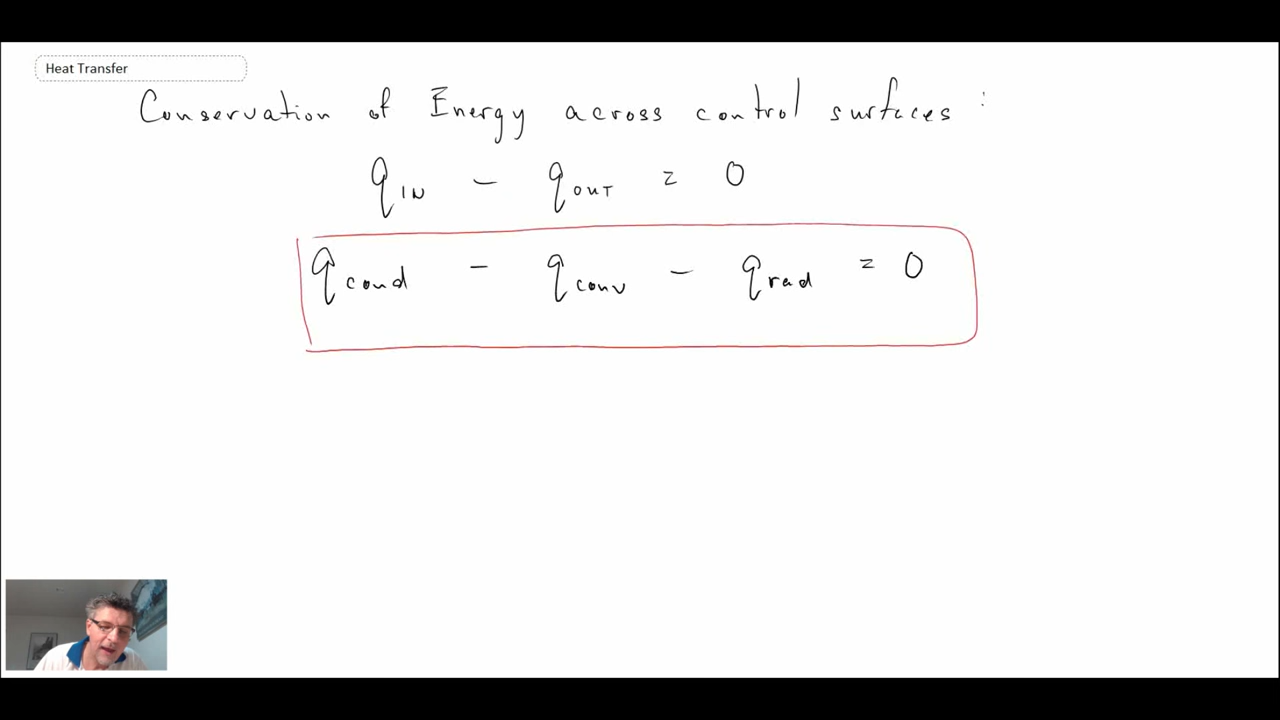 Heat Transfer
Conservation of Energy across control surfaces :
q_IN - q_OUT = 0
q_cond - q_conv - q_rad = 0